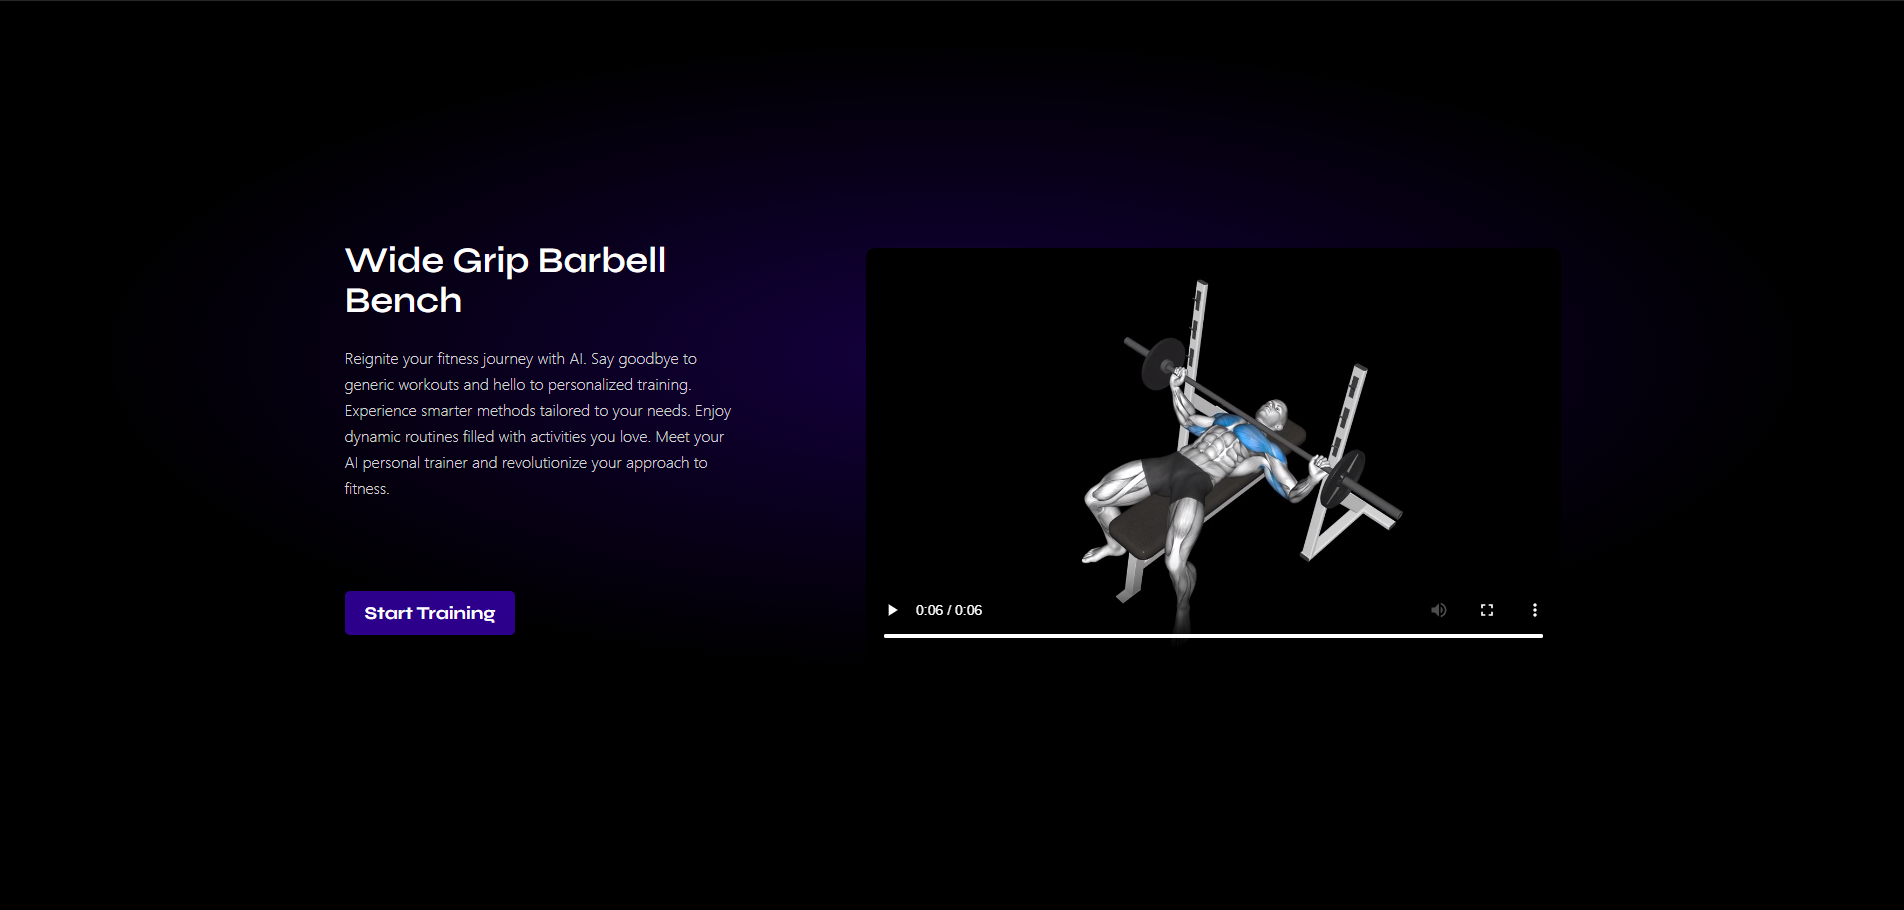 Wide Grip Barbell
Bench
Reignite your fitness journey with AI. Say goodbye to
generic workouts and hello to personalized training.
Experience smarter methods tailored to your needs. Enjoy
dynamic routines filled with activities you love. Meet your
AI personal trainer and revolutionize your approach to
fitness.
Start Training
0:06 / 0:06